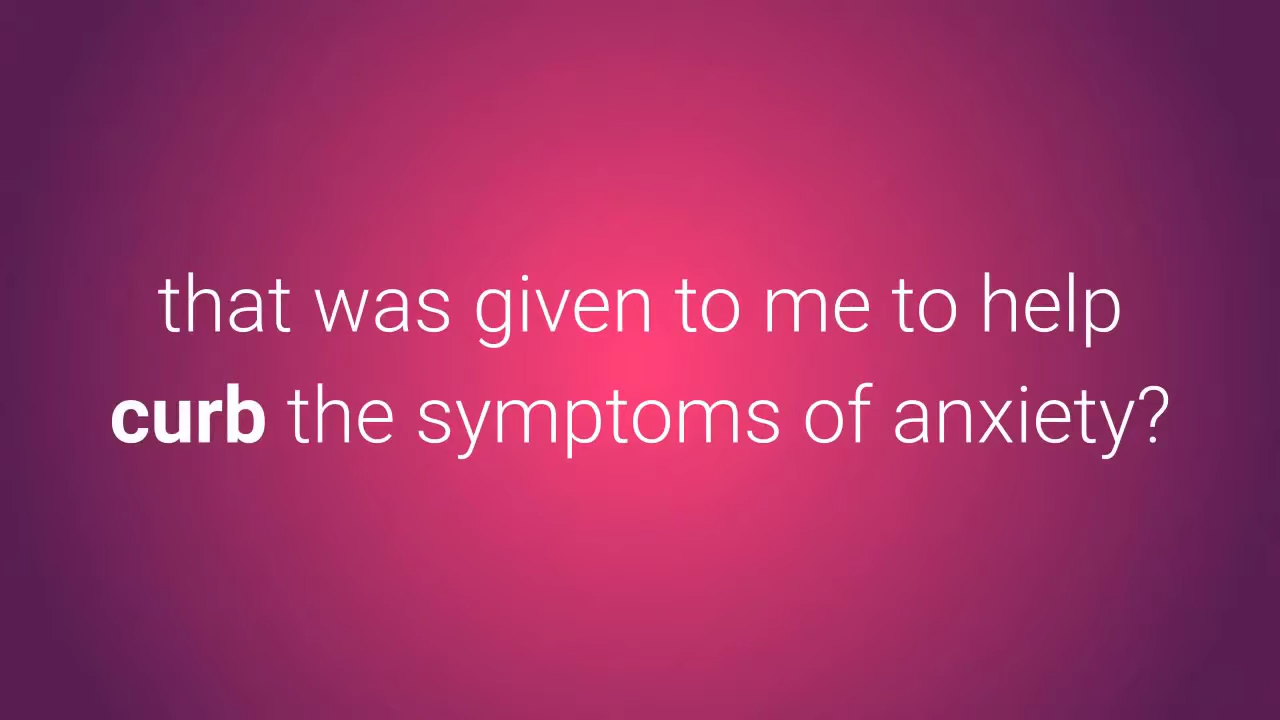 that was given to me to help
curb the symptoms of anxiety?